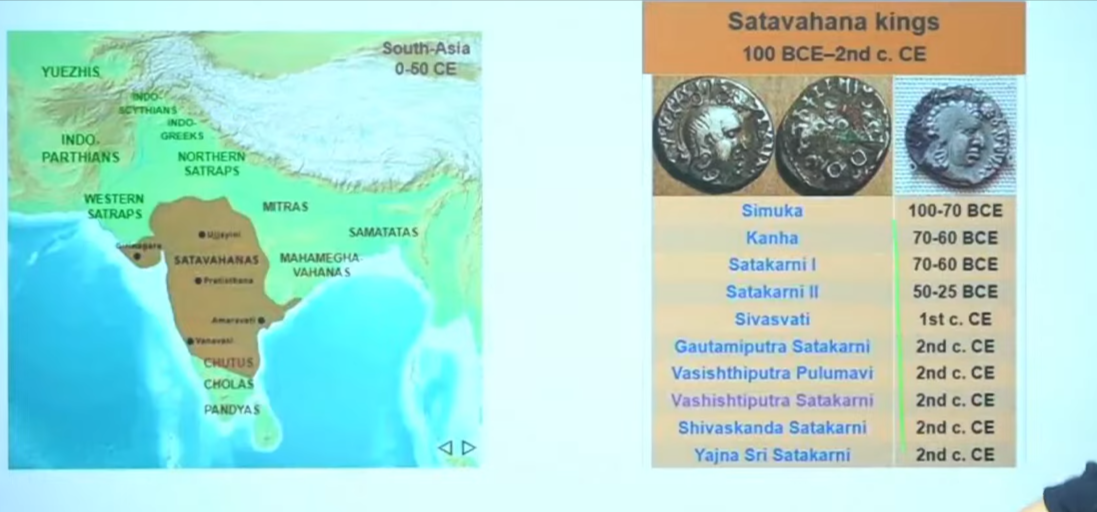 South-Asia
0-50 CE
YUEZHIS
INDO-
SCYTHIANS
INDO-
GREEKS
INDO-
PARTHIANS
NORTHERN
SATRAPS
WESTERN
SATRAPS
MITRAS
SAMATATAS
Ujjayini
SATAVAHANAS
MAHAMEGHA
VAHANAS
Pratisthana
Amaravati
Vanavasi
CHUTUS
CHOLAS
PANDYAS
Satavahana kings
100 BCE–2nd c. CE
Simuka 100-70 BCE
Kanha 70-60 BCE
Satakarni I 70-60 BCE
Satakarni II 50-25 BCE
Sivasvati 1st c. CE
Gautamiputra Satakarni 2nd c. CE
Vasishthiputra Pulumavi 2nd c. CE
Vashishtiputra Satakarni 2nd c. CE
Shivaskanda Satakarni 2nd c. CE
Yajna Sri Satakarni 2nd c. CE